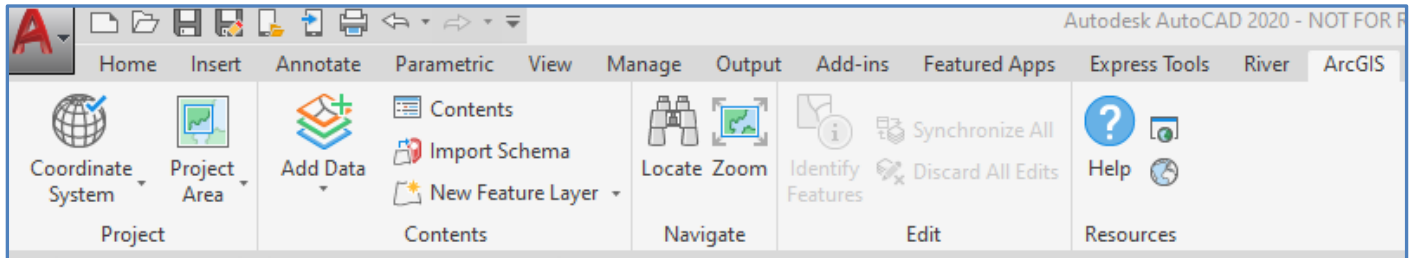 Autodesk AutoCAD 2020 - NOT FOR R
Home Insert Annotate Parametric View Manage Output Add-ins Featured Apps Express Tools River ArcGIS
Coordinate System
Project Area
Add Data
Contents
Import Schema
New Feature Layer
Locate Zoom
Identify Features
Synchronize All
Discard All Edits
Help
Project Contents Navigate Edit Resources